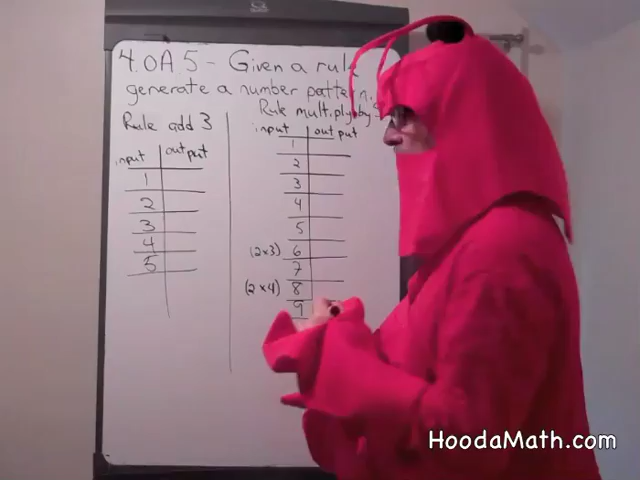 4.OA 5 - Given a rule
generate a number pattern.
Rule add 3
input output
1
2
3
4
5
Rule multiply by
input output
1
2
3
4
5
(2x3) 6
7
(2x4) 8
9
HoodaMath.com